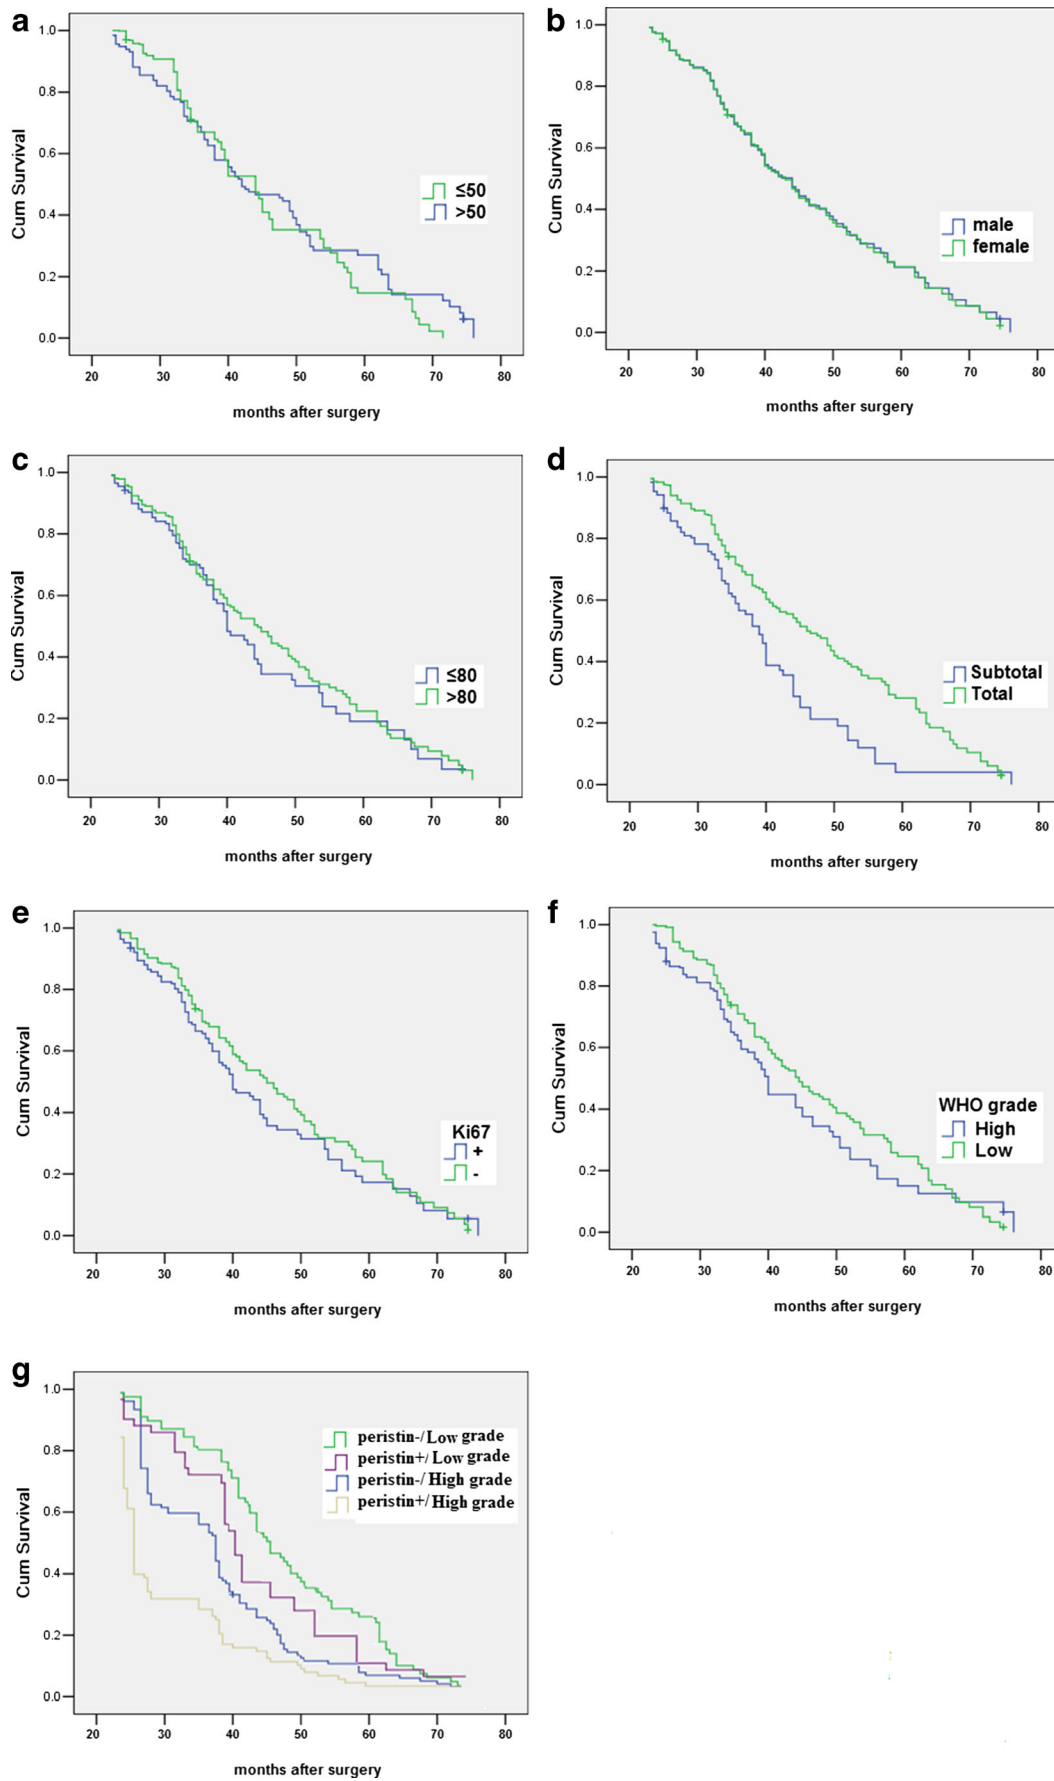 a
1.0
0.8
0.6
0.4
0.2
0.0
Cum Survival
≤50
>50
20 30 40 50 60 70 80
months after surgery
b
1.0
0.8
0.6
0.4
0.2
0.0
Cum Survival
male
female
20 30 40 50 60 70 80
months after surgery
c
1.0
0.8
0.6
0.4
0.2
0.0
Cum Survival
≤80
>80
20 30 40 50 60 70 80
months after surgery
d
1.0
0.8
0.6
0.4
0.2
0.0
Cum Survival
Subtotal
Total
20 30 40 50 60 70 80
months after surgery
e
1.0
0.8
0.6
0.4
0.2
0.0
Cum Survival
Ki67
+
-
20 30 40 50 60 70 80
months after surgery
f
1.0
0.8
0.6
0.4
0.2
0.0
Cum Survival
WHO grade
High
Low
20 30 40 50 60 70 80
months after surgery
g
1.0
0.8
0.6
0.4
0.2
0.0
Cum Survival
peristin-/Low grade
peristin+/Low grade
peristin-/High grade
peristin+/High grade
20 30 40 50 60 70 80
months after surgery